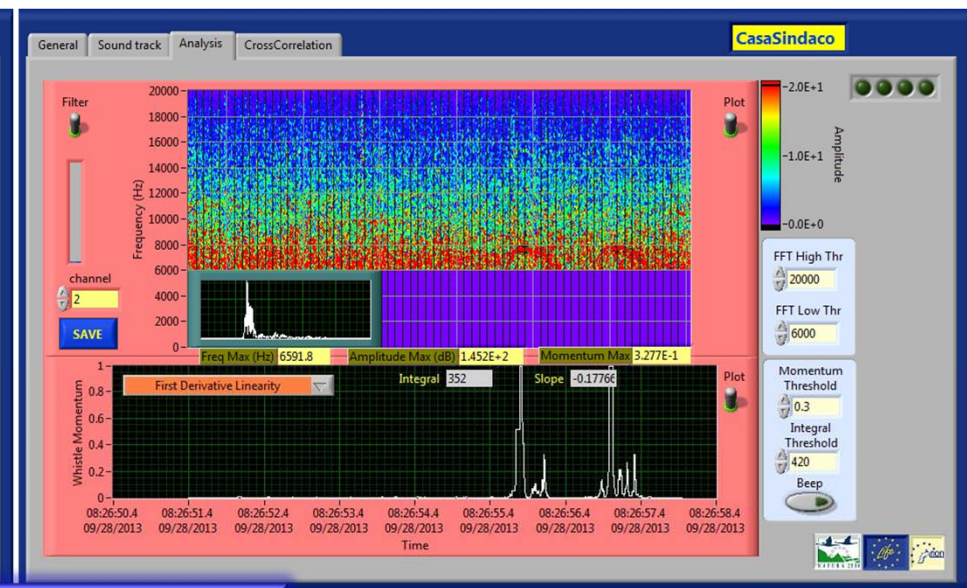 General Sound track Analysis CrossCorrelation
CasaSindaco
Filter
20000
18000
16000
14000
12000
10000
8000
6000
4000
2000
0
Frequency (Hz)
Plot
2.0E+1
1.0E+1
0.0E+0
Amplitude
channel
2
SAVE
FFT High Thr
20000
FFT Low Thr
6000
Freq Max (Hz) 6591.8 Amplitude Max (dB) 1.452E+2 Momentum Max 3.277E-1
First Derivative Linearity
Integral 352 Slope -0.17766
Plot
1
0.8
0.6
0.4
0.2
0
Whistle Momentum
08:26:50.4 08:26:51.4 08:26:52.4 08:26:53.4 08:26:54.4 08:26:55.4 08:26:56.4 08:26:57.4 08:26:58.4
09/28/2013 09/28/2013 09/28/2013 09/28/2013 09/28/2013 09/28/2013 09/28/2013 09/28/2013 09/28/2013
Time
Momentum
Threshold
0.3
Integral
Threshold
420
Beep
Life